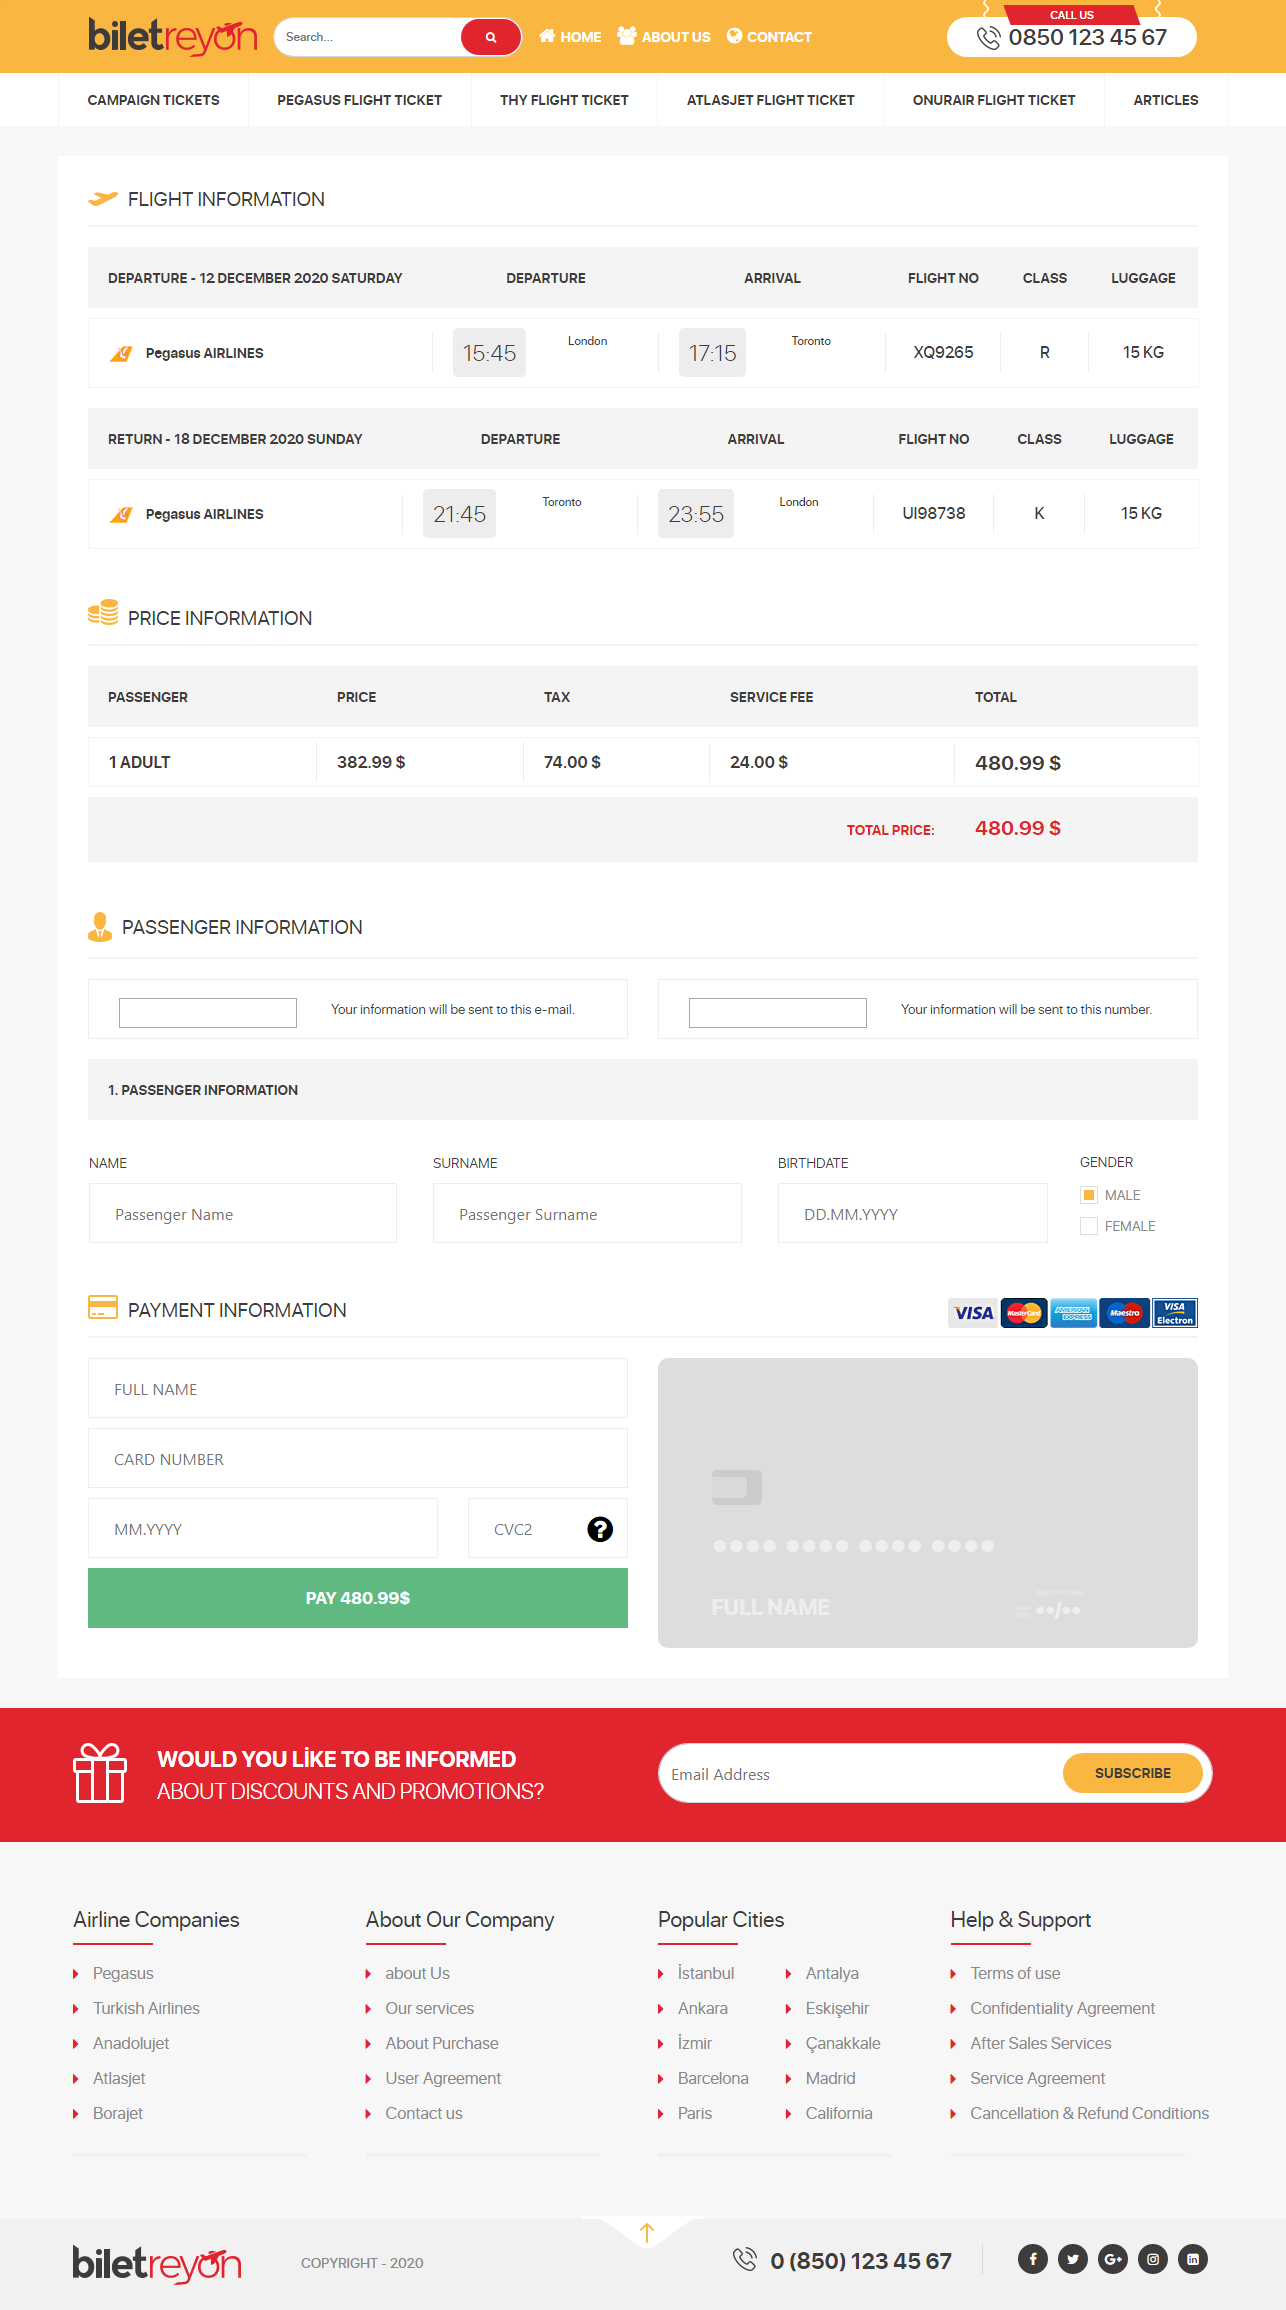 biletreyon
Search...
HOME
ABOUT US
CONTACT
CALL US
0850 123 45 67
CAMPAIGN TICKETS
PEGASUS FLIGHT TICKET
THY FLIGHT TICKET
ATLASJET FLIGHT TICKET
ONURAIR FLIGHT TICKET
ARTICLES
FLIGHT INFORMATION
DEPARTURE - 12 DECEMBER 2020 SATURDAY DEPARTURE ARRIVAL FLIGHT NO CLASS LUGGAGE
Pegasus AIRLINES 15:45 London 17:15 Toronto XQ9265 R 15 KG
RETURN - 18 DECEMBER 2020 SUNDAY DEPARTURE ARRIVAL FLIGHT NO CLASS LUGGAGE
Pegasus AIRLINES 21:45 Toronto 23:55 London UI98738 K 15 KG
PRICE INFORMATION
PASSENGER PRICE TAX SERVICE FEE TOTAL
1 ADULT 382.99 $ 74.00 $ 24.00 $ 480.99 $
TOTAL PRICE: 480.99 $
PASSENGER INFORMATION
Your information will be sent to this e-mail.
Your information will be sent to this number.
1. PASSENGER INFORMATION
NAME SURNAME BIRTHDATE GENDER
Passenger Name Passenger Surname DD.MM.YYYY
MALE
FEMALE
PAYMENT INFORMATION
VISA MasterCard AMERICAN EXPRESS Maestro VISA Electron
FULL NAME
CARD NUMBER
MM.YYYY
CVC2
?
PAY 480.99$
•••• •••• •••• ••••
FULL NAME
••/••
WOULD YOU LİKE TO BE INFORMED
ABOUT DISCOUNTS AND PROMOTIONS?
Email Address
SUBSCRIBE
Airline Companies
Pegasus
Turkish Airlines
Anadolujet
Atlasjet
Borajet
About Our Company
about Us
Our services
About Purchase
User Agreement
Contact us
Popular Cities
İstanbul
Ankara
İzmir
Barcelona
Paris
Antalya
Eskişehir
Çanakkale
Madrid
California
Help & Support
Terms of use
Confidentiality Agreement
After Sales Services
Service Agreement
Cancellation & Refund Conditions
biletreyon
COPYRIGHT - 2020
0 (850) 123 45 67